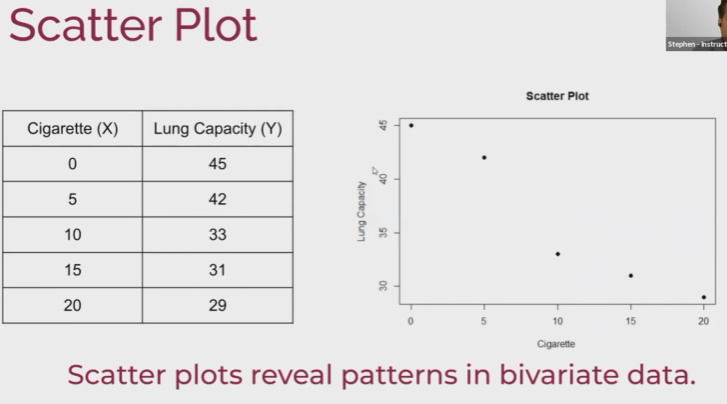 Scatter Plot
Stephen - Instruct
Cigarette (X) Lung Capacity (Y)
0 45
5 42
10 33
15 31
20 29
Scatter Plot
Lung Capacity
45
40
35
30
0 5 10 15 20
Cigarette
Scatter plots reveal patterns in bivariate data.